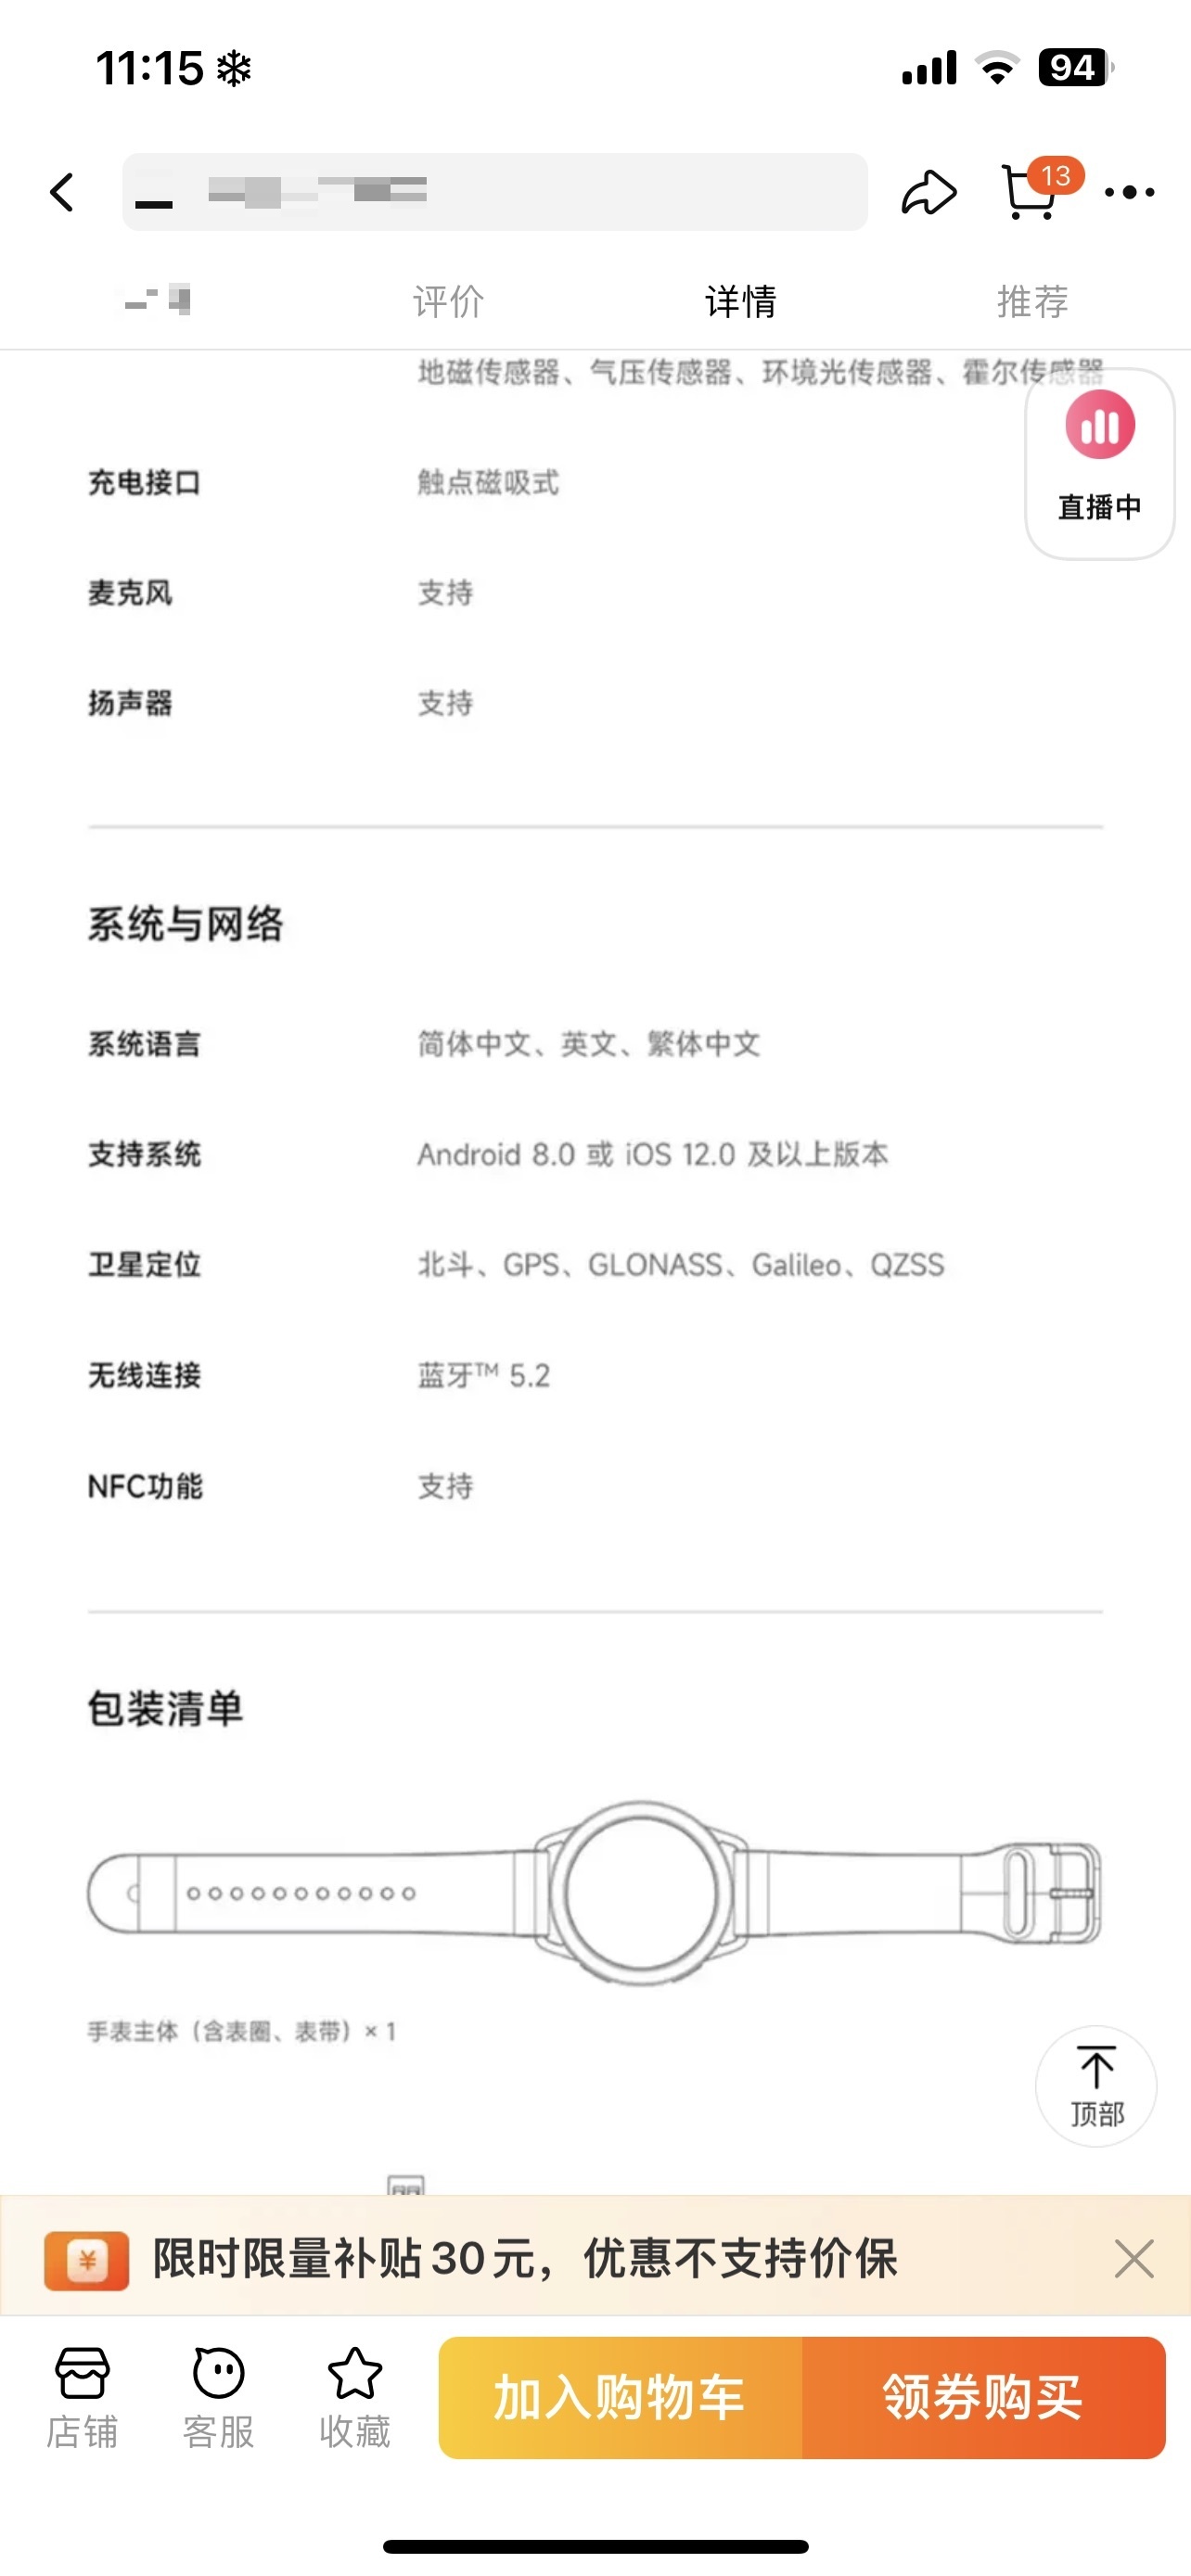 11:15
94
13
评价
详情
推荐
地磁传感器、气压传感器、环境光传感器、霍尔传感器
充电接口
触点磁吸式
直播中
麦克风
支持
扬声器
支持
系统与网络
系统语言
简体中文、英文、繁体中文
支持系统
Android 8.0 或 iOS 12.0 及以上版本
卫星定位
北斗、GPS、GLONASS、Galileo、QZSS
无线连接
蓝牙™ 5.2
NFC功能
支持
包装清单
手表主体（含表圈、表带）× 1
顶部
¥
限时限量补贴30元，优惠不支持价保
店铺
客服
收藏
加入购物车
领券购买